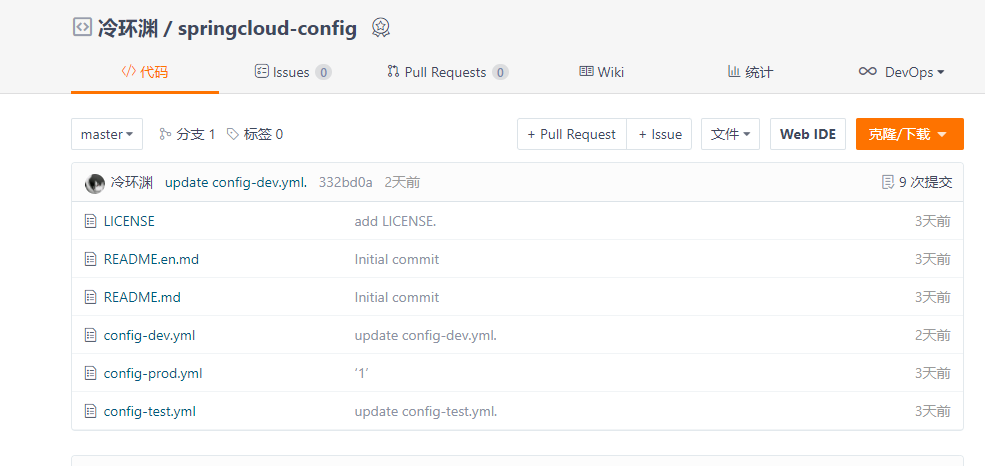 冷环渊 / springcloud-config
代码 Issues 0 Pull Requests 0 Wiki 统计 DevOps
master 分支 1 标签 0 + Pull Request + Issue 文件 Web IDE 克隆/下载
冷环渊 update config-dev.yml. 332bd0a 2天前 9 次提交
LICENSE add LICENSE. 3天前
README.en.md Initial commit 3天前
README.md Initial commit 3天前
config-dev.yml update config-dev.yml. 2天前
config-prod.yml ‘1’ 3天前
config-test.yml update config-test.yml. 3天前